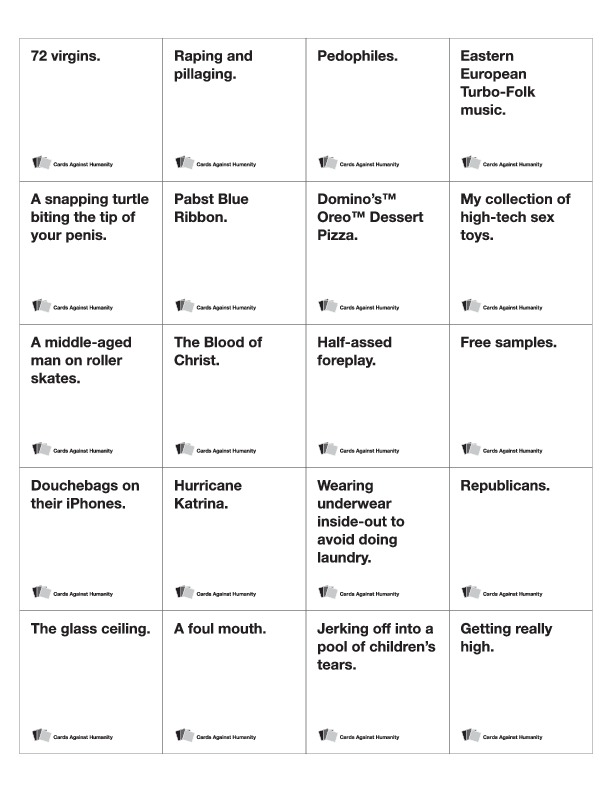 72 virgins.
Cards Against Humanity
Raping and
pillaging.
Cards Against Humanity
Pedophiles.
Cards Against Humanity
Eastern
European
Turbo-Folk
music.
Cards Against Humanity
A snapping turtle
biting the tip of
your penis.
Cards Against Humanity
Pabst Blue
Ribbon.
Cards Against Humanity
Domino's™
Oreo™ Dessert
Pizza.
Cards Against Humanity
My collection of
high-tech sex
toys.
Cards Against Humanity
A middle-aged
man on roller
skates.
Cards Against Humanity
The Blood of
Christ.
Cards Against Humanity
Half-assed
foreplay.
Cards Against Humanity
Free samples.
Cards Against Humanity
Douchebags on
their iPhones.
Cards Against Humanity
Hurricane
Katrina.
Cards Against Humanity
Wearing
underwear
inside-out to
avoid doing
laundry.
Cards Against Humanity
Republicans.
Cards Against Humanity
The glass ceiling.
Cards Against Humanity
A foul mouth.
Cards Against Humanity
Jerking off into a
pool of children's
tears.
Cards Against Humanity
Getting really
high.
Cards Against Humanity